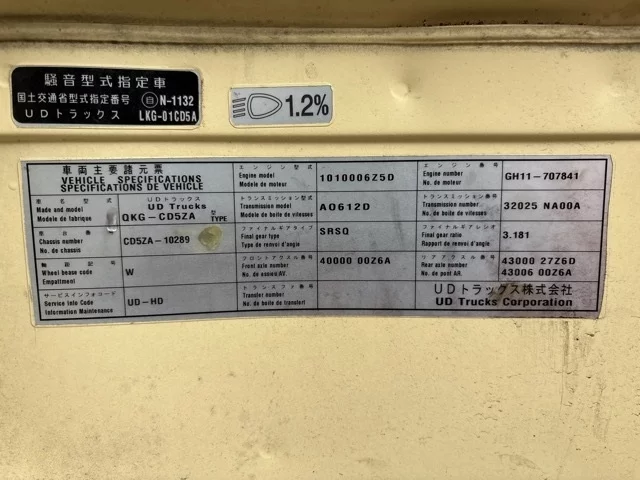 騒音型式指定車
国土交通省型式指定番号 自 N-1132
UDトラックス LKG-01CD5A
1.2%
車両主要諸元票
VEHICLE SPECIFICATIONS
SPECIFICATIONS DE VEHICLE
エンジン型式
Engine model
Modele de moteur
1010006Z5D
エンジン番号
Engine number
No. de moteur
GH11-707841
車名型式
Made and model
Modele de fabrique
UDトラックス
UD Trucks
QKG-CD5ZA 型 TYPE
トランスミッション型式
Transmission model
Modele de boite de vitesses
AO612D
トランスミッション番号
Transmission number
No. de boite de vitesses
32025 NA00A
車台番号
Chassis number
No. de chassis
CD5ZA-10289
ファイナルギアタイプ
Final gear type
Type de renvoi d'angle
SRSQ
ファイナルギアレシオ
Final gear ratio
Rapport de renvoi d'angle
3.181
軸距記号
Wheel bease code
Empattment
W
フロントアクスル番号
Front axle number
No. de essieu AV.
40000 00Z6A
リアアクスル番号
Rear axle number
No. de pont AR.
43000 27Z6D
43006 00Z6A
サービスインフォコード
Service Info Code
Information Maintenance
UD-HD
トランスファ番号
Transfer number
No. de boite de transfert
UDトラックス株式会社
UD Trucks Corporation